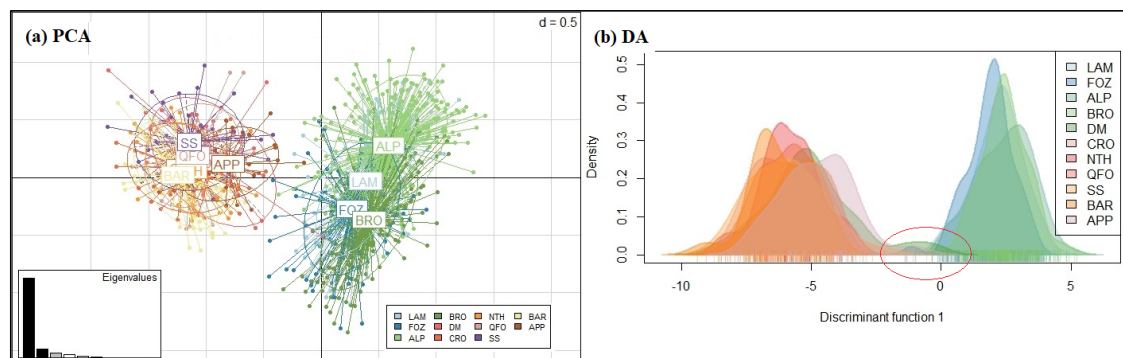 (a) PCA
d = 0.5
SS
QFO
BAR
H
APP
ALP
LAM
FOZ
BRO
Eigenvalues
LAM BRO NTH BAR
FOZ DM QFO APP
ALP CRO SS
(b) DA
LAM
FOZ
ALP
BRO
DM
CRO
NTH
QFO
SS
BAR
APP
0.5
0.4
0.3
0.2
0.1
0.0
Density
-10 -5 0 5
Discriminant function 1